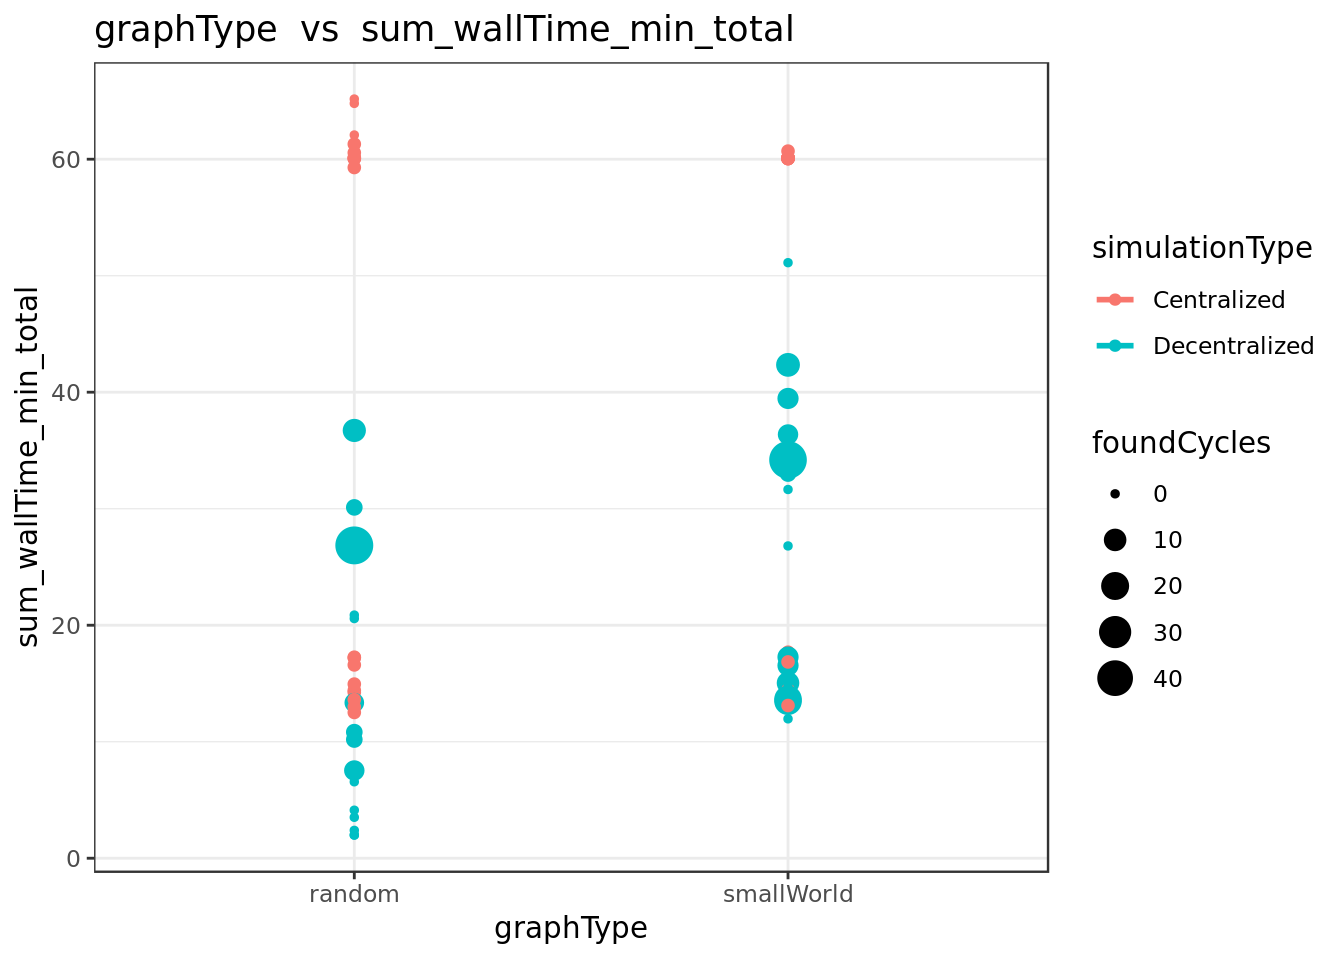 graphType  vs  sum_wallTime_min_total
sum_wallTime_min_total
60
40
20
0
random
smallWorld
graphType
simulationType
Centralized
Decentralized
foundCycles
0
10
20
30
40